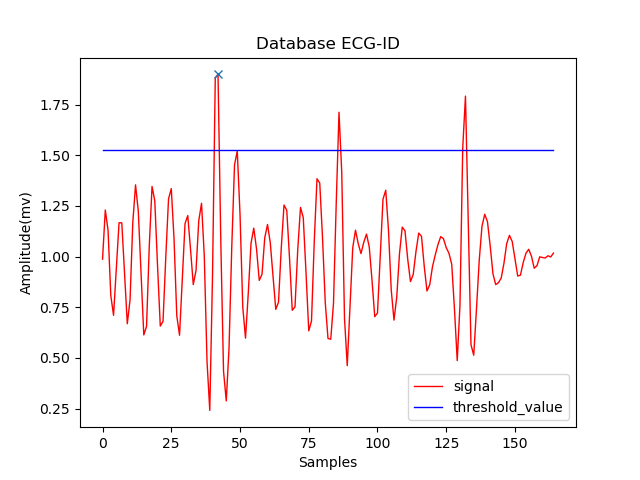 Database ECG-ID
Amplitude(mv)
1.75
1.50
1.25
1.00
0.75
0.50
0.25
0 25 50 75 100 125 150
Samples
signal
threshold_value